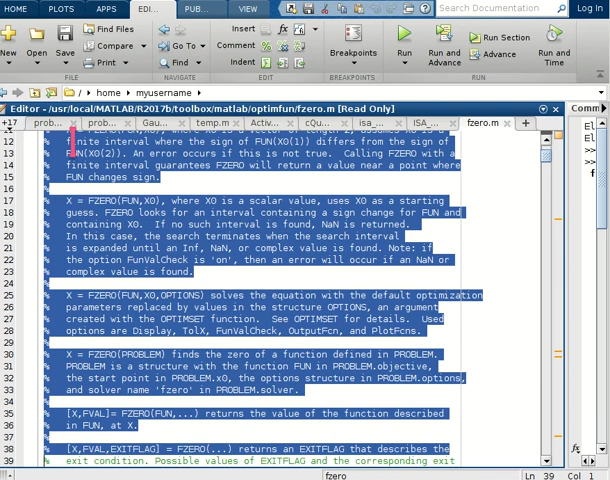 HOME PLOTS APPS EDI... PUB... VIEW Search Documentation Log In
New Open Save Find Files Compare Print Go To Find Insert Comment Indent fx Breakpoints Run Run and Advance Run Section Advance Run and Time
FILE NAVIGATE EDIT BREAKPOINTS RUN
/ home myusername
Editor - /usr/local/MATLAB/R2017b/toolbox/matlab/optimfun/fzero.m [Read Only] Comm
+17 prob... prob... Gau... temp.m Activ... cQu... isa_... ISA_... fzero.m +
12 % finite interval where the sign of FUN(X0(1)) differs from the sign of
13 % FUN(X0(2)). An error occurs if this is not true. Calling FZERO with a
14 % finite interval guarantees FZERO will return a value near a point where
15 % FUN changes sign.
16 %
17 % X = FZERO(FUN,X0), where X0 is a scalar value, uses X0 as a starting
18 % guess. FZERO looks for an interval containing a sign change for FUN and
19 % containing X0. If no such interval is found, NaN is returned.
20 % In this case, the search terminates when the search interval
21 % is expanded until an Inf, NaN, or complex value is found. Note: if
22 % the option FunValCheck is 'on', then an error will occur if an NaN or
23 % complex value is found.
24 %
25 % X = FZERO(FUN,X0,OPTIONS) solves the equation with the default optimization
26 % parameters replaced by values in the structure OPTIONS, an argument
27 % created with the OPTIMSET function. See OPTIMSET for details. Used
28 % options are Display, TolX, FunValCheck, OutputFcn, and PlotFcns.
29 %
30 % X = FZERO(PROBLEM) finds the zero of a function defined in PROBLEM.
31 % PROBLEM is a structure with the function FUN in PROBLEM.objective,
32 % the start point in PROBLEM.x0, the options structure in PROBLEM.options,
33 % and solver name 'fzero' in PROBLEM.solver.
34 %
35 % [X,FVAL]= FZERO(FUN,...) returns the value of the function described
36 % in FUN, at X.
37 %
38 % [X,FVAL,EXITFLAG] = FZERO(...) returns an EXITFLAG that describes the
39 % exit condition. Possible values of EXITFLAG and the corresponding exit
El
El
>>
>>
f
fx
fzero Ln 39 Col 1